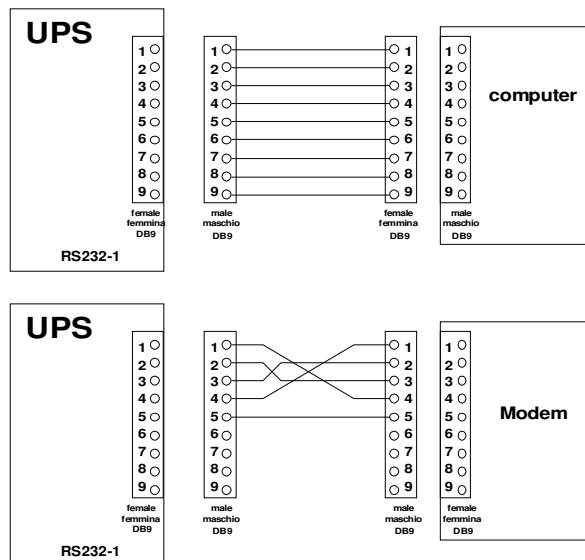 UPS
1 1 1 1
2 2 2 2
3 3 3 3
4 4 4 4
5 5 5 5
6 6 6 6
7 7 7 7
8 8 8 8
9 9 9 9
computer
female
femmina
DB9
male
maschio
DB9
female
femmina
DB9
male
maschio
DB9
RS232-1
UPS
1 1 1 1
2 2 2 2
3 3 3 3
4 4 4 4
5 5 5 5
6 6 6 6
7 7 7 7
8 8 8 8
9 9 9 9
Modem
female
femmina
DB9
male
maschio
DB9
male
maschio
DB9
female
femmina
DB9
RS232-1